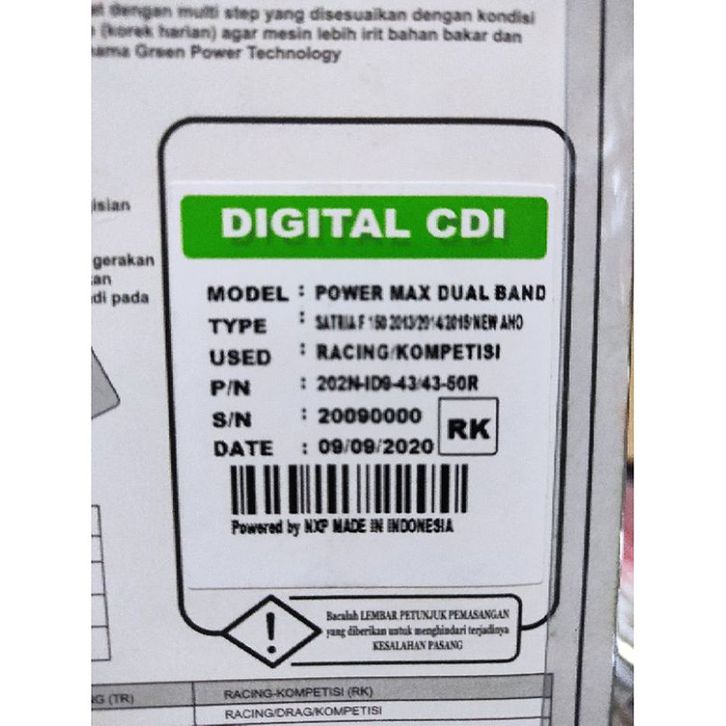 dengan multi step yang disesuaikan dengan kondisi
(korek harian) agar mesin lebih irit bahan bakar dan
nama Green Power Technology
isian
gerakan
kan
di pada
DIGITAL CDI
MODEL : POWER MAX DUAL BAND
TYPE : SATRIA F 150 2013/2014/2015/NEW AHO
USED : RACING/KOMPETISI
P/N : 202N-ID9-43/43-50R
S/N : 20090000
DATE : 09/09/2020
RK
Powered by NXP MADE IN INDONESIA
Bacalah LEMBAR PETUNJUK PEMASANGAN
yang diberikan untuk menghindari terjadinya
KESALAHAN PASANG
(TR)
RACING-KOMPETISI (RK)
RACING/DRAG/KOMPETISI